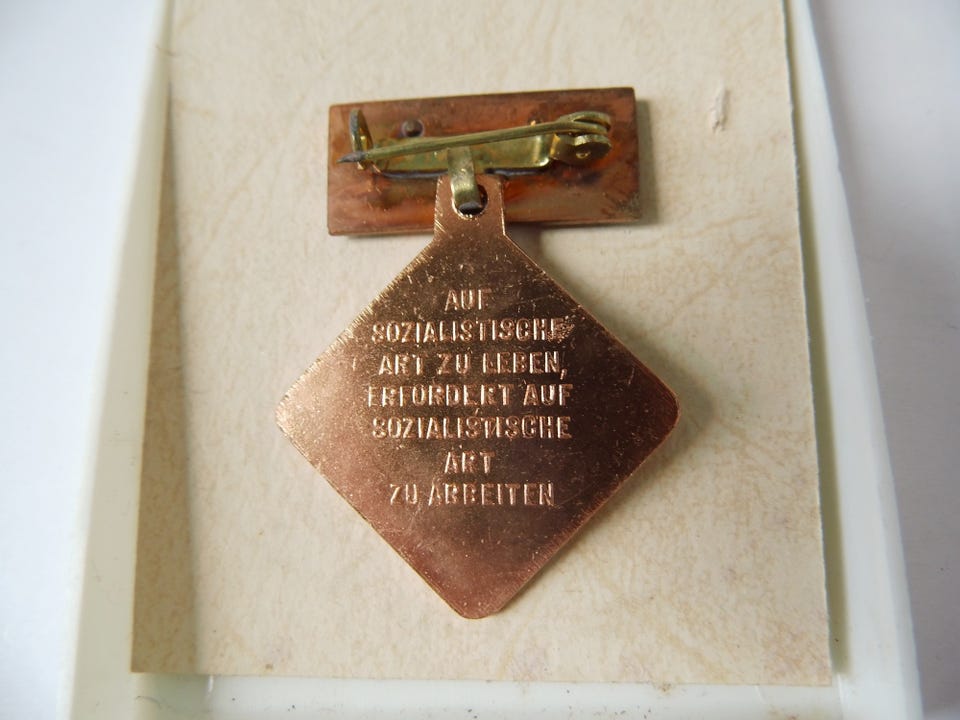 AUF
SOZIALISTISCHE
ART ZU LEBEN,
ERFORDERT AUF
SOZIALISTISCHE
ART
ZU ARBEITEN